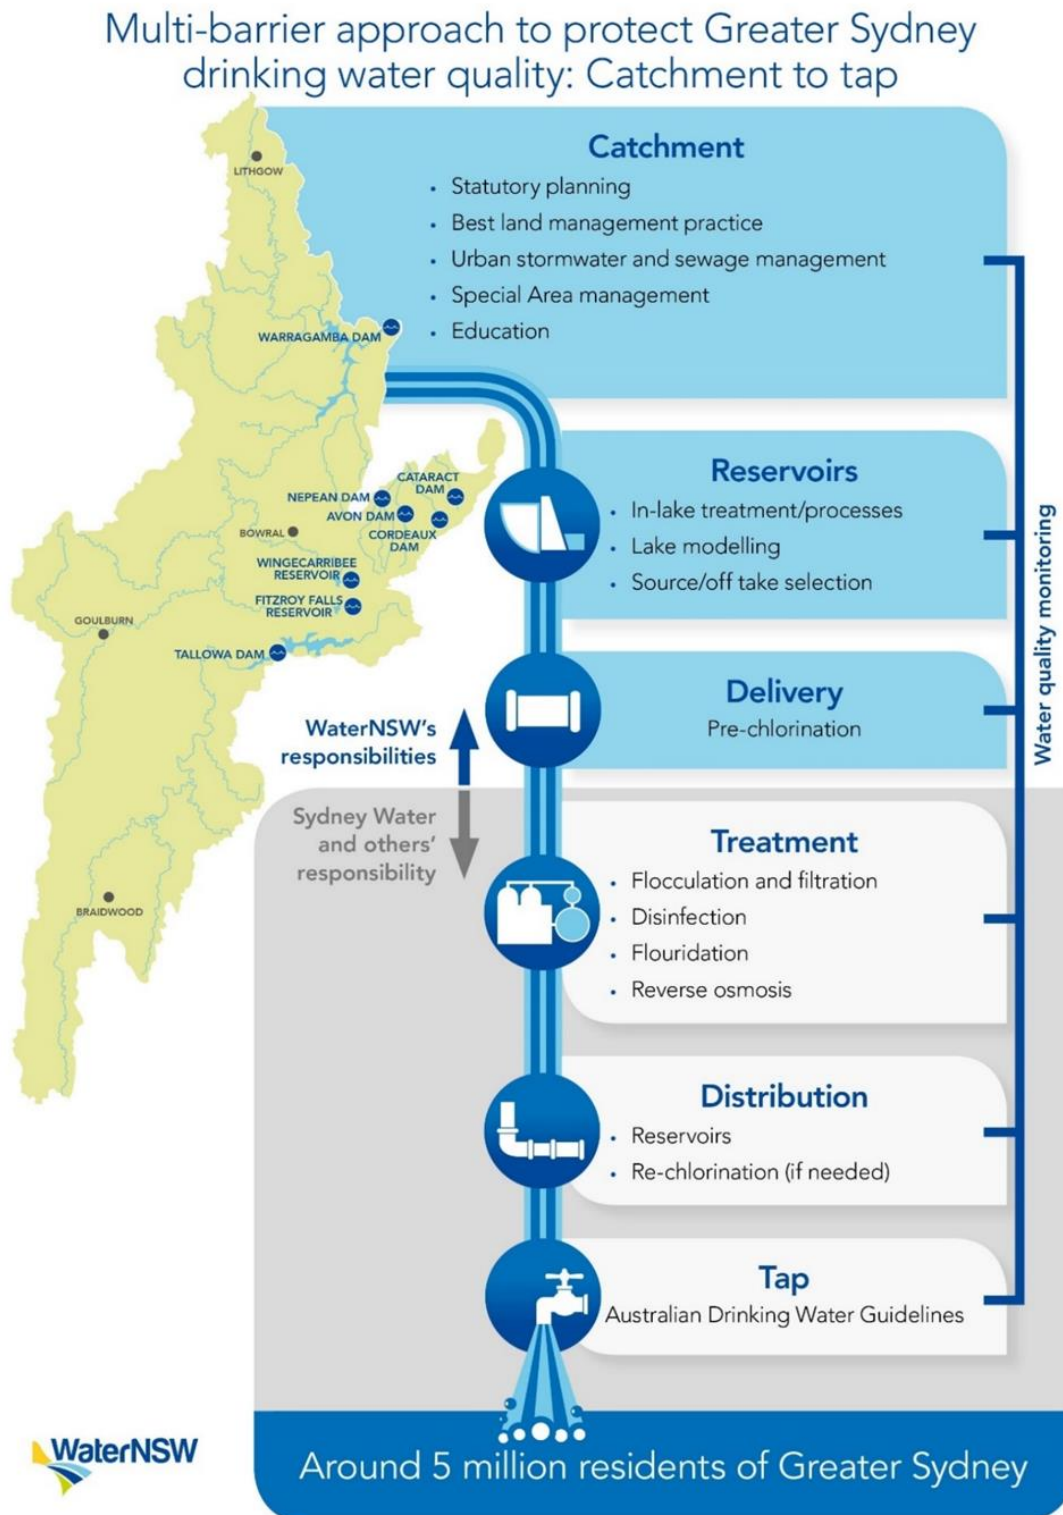 Multi-barrier approach to protect Greater Sydney
drinking water quality: Catchment to tap
LITHGOW
WARRAGAMBA DAM
CATARACT
DAM
NEPEAN DAM
AVON DAM
CORDEAUX
DAM
BOWRAL
WINGECARRIBEE
RESERVOIR
FITZROY FALLS
RESERVOIR
GOULBURN
TALLOWA DAM
BRAIDWOOD
Catchment
• Statutory planning
• Best land management practice
• Urban stormwater and sewage management
• Special Area management
• Education
Reservoirs
• In-lake treatment/processes
• Lake modelling
• Source/off take selection
Delivery
Pre-chlorination
WaterNSW's
responsibilities
Sydney Water
and others'
responsibility
Treatment
• Flocculation and filtration
• Disinfection
• Flouridation
• Reverse osmosis
Distribution
• Reservoirs
• Re-chlorination (if needed)
Tap
Australian Drinking Water Guidelines
Water quality monitoring
WaterNSW
Around 5 million residents of Greater Sydney